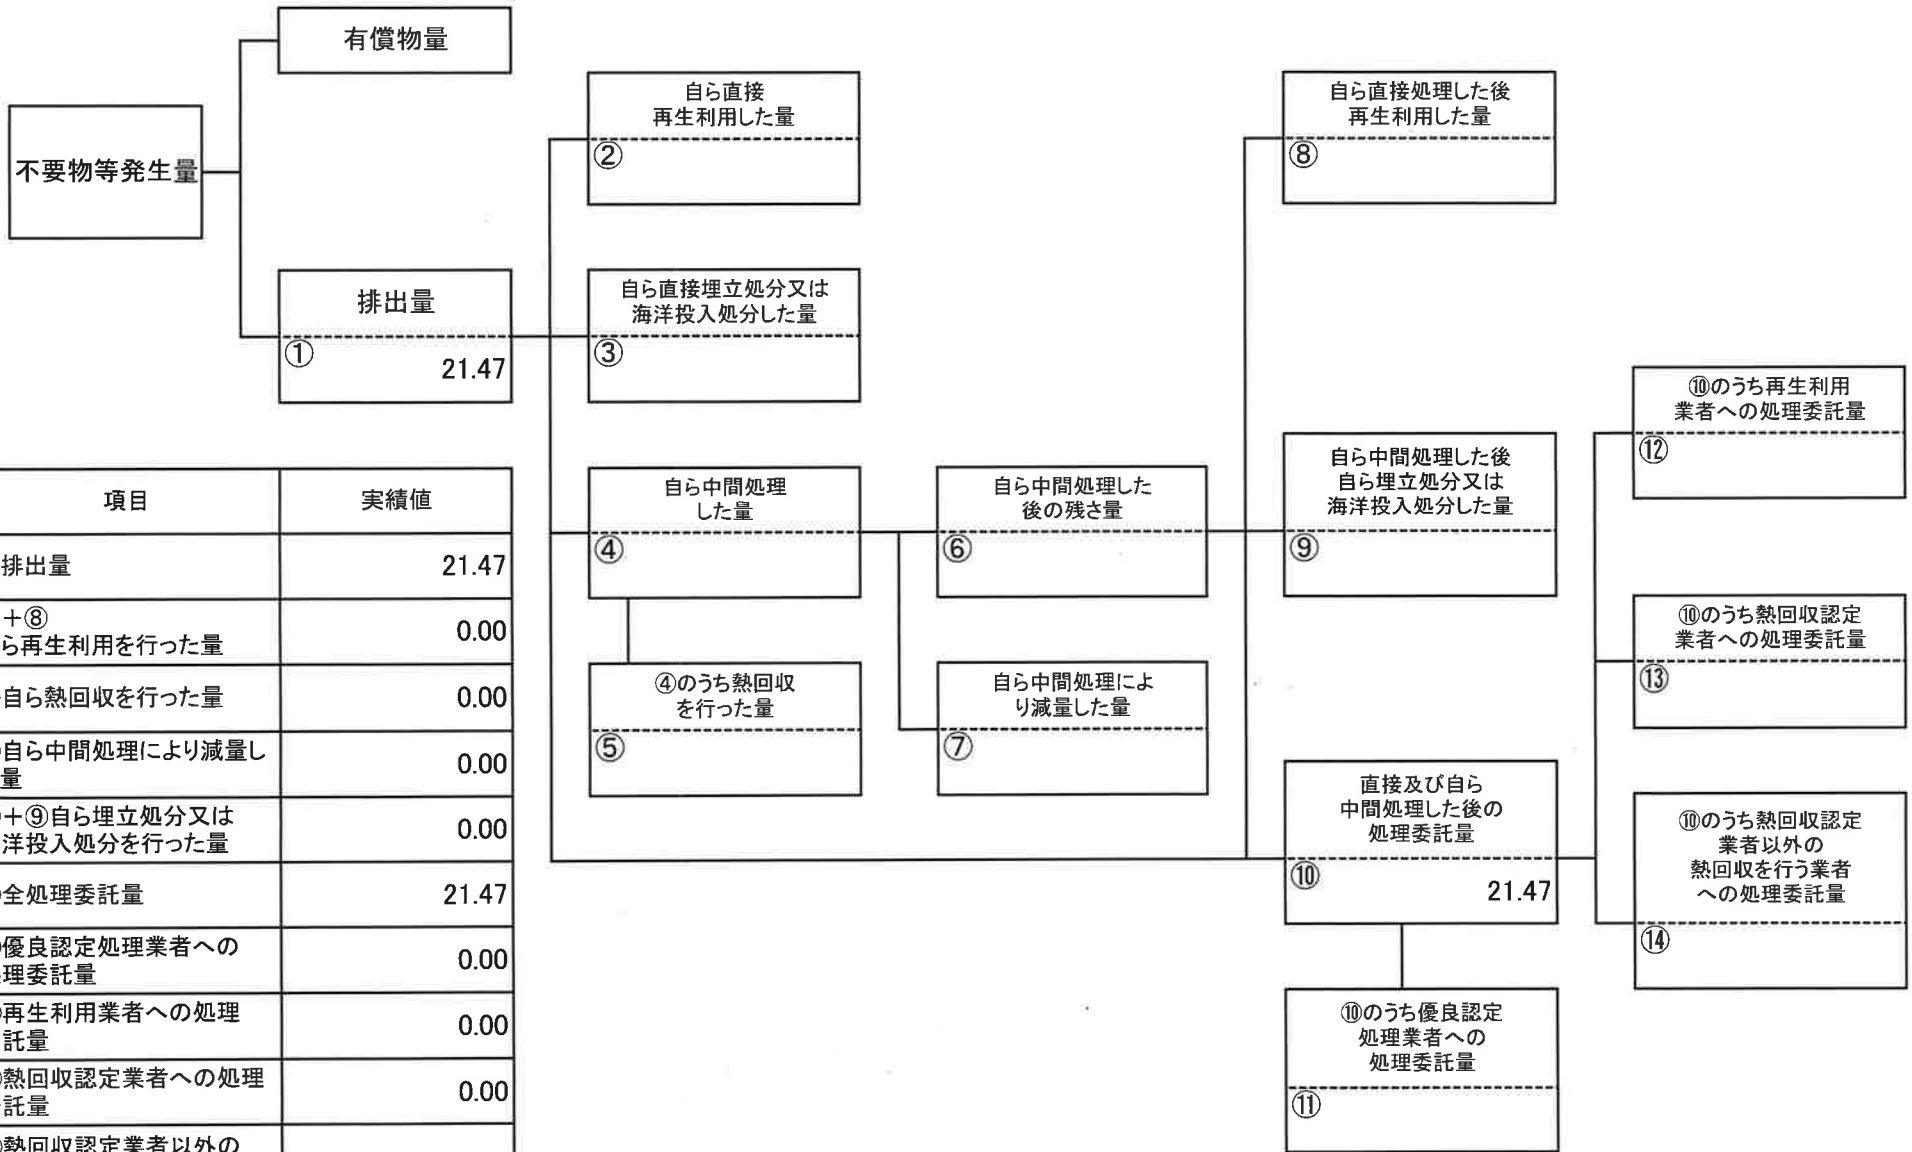 有償物量
不要物等発生量
排出量
①
21.47
自ら直接
再生利用した量
②
自ら直接埋立処分又は
海洋投入処分した量
③
自ら中間処理
した量
④
④のうち熱回収
を行った量
⑤
自ら中間処理した
後の残さ量
⑥
自ら中間処理によ
り減量した量
⑦
自ら直接処理した後
再生利用した量
⑧
自ら中間処理した後
自ら埋立処分又は
海洋投入処分した量
⑨
直接及び自ら
中間処理した後の
処理委託量
⑩
21.47
⑩のうち優良認定
処理業者への
処理委託量
⑪
⑩のうち再生利用
業者への処理委託量
⑫
⑩のうち熱回収認定
業者への処理委託量
⑬
⑩のうち熱回収認定
業者以外の
熱回収を行う業者
への処理委託量
⑭
項目 実績値
排出量 21.47
＋⑧
ら再生利用を行った量 0.00
自ら熱回収を行った量 0.00
自ら中間処理により減量し
量 0.00
＋⑨自ら埋立処分又は
洋投入処分を行った量 0.00
全処理委託量 21.47
優良認定処理業者への
理委託量 0.00
再生利用業者への処理
託量 0.00
熱回収認定業者への処理
託量 0.00
熱回収認定業者以外の